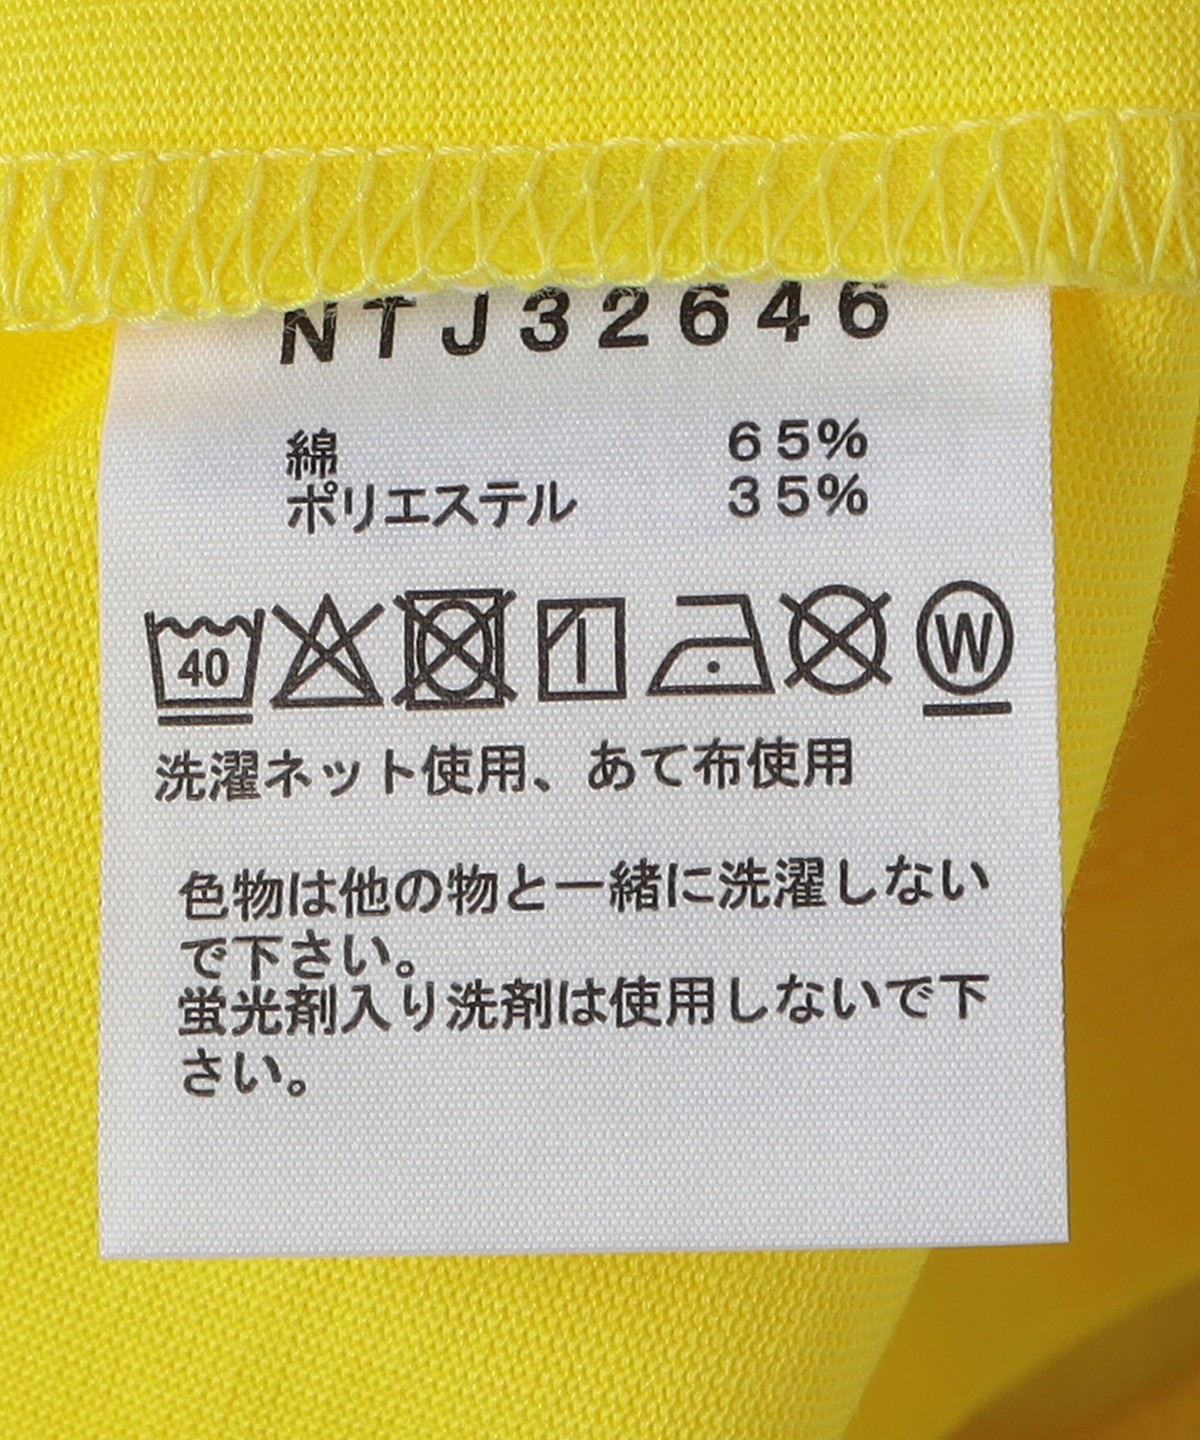 NTJ32646
綿 65%
ポリエステル 35%
40 W
洗濯ネット使用、あて布使用
色物は他の物と一緒に洗濯しない
で下さい。
蛍光剤入り洗剤は使用しないで下
さい。